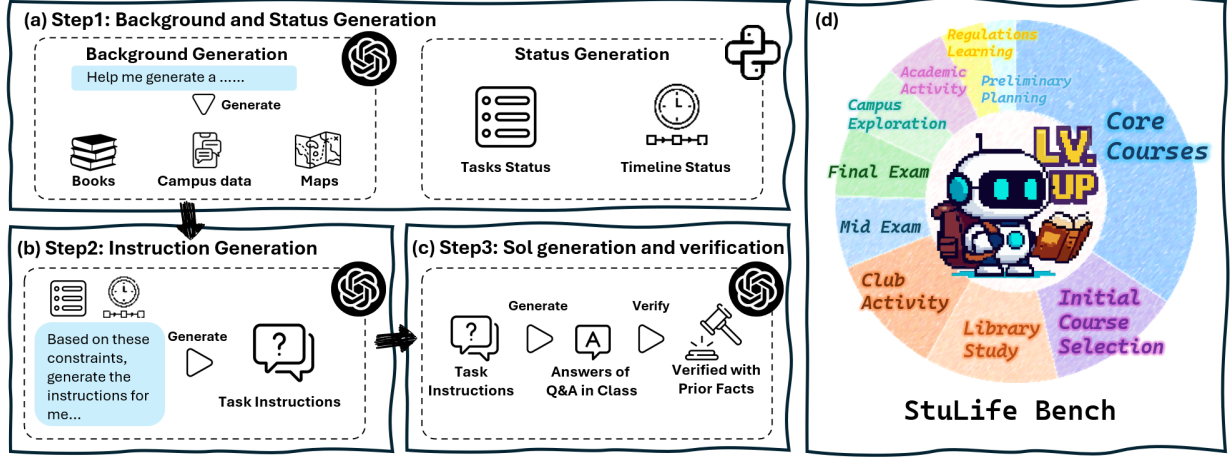 (a) Step1: Background and Status Generation
Background Generation
Help me generate a ......
Generate
Books
Campus data
Maps
Status Generation
Tasks Status
Timeline Status
(b) Step2: Instruction Generation
Based on these
constraints,
generate the
instructions for
me...
Generate
?
Task Instructions
(c) Step3: Sol generation and verification
Generate
Verify
?
A
Task
Instructions
Answers of
Q&A in Class
Verified with
Prior Facts
(d)
Regulations
Learning
Preliminary
Planning
Academic
Activity
Campus
Exploration
Final Exam
Mid Exam
Club
Activity
Library
Study
Initial
Course
Selection
Core
Courses
LV.
UP
StuLife Bench